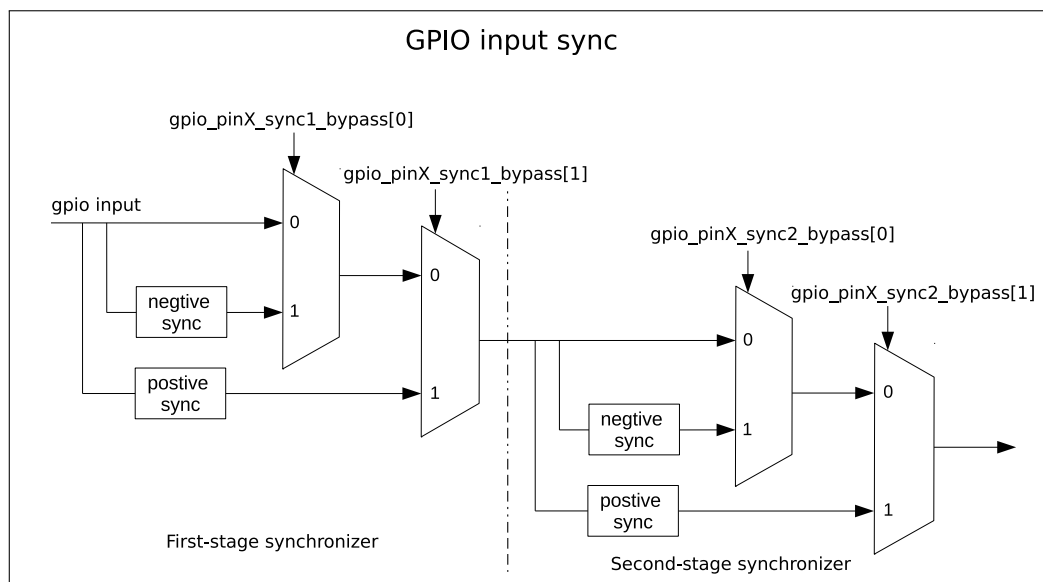 GPIO input sync
gpio_pinX_sync1_bypass[0]
gpio_pinX_sync1_bypass[1]
gpio input
0
negtive
sync
1
0
postive
sync
1
gpio_pinX_sync2_bypass[0]
gpio_pinX_sync2_bypass[1]
0
negtive
sync
1
0
postive
sync
1
First-stage synchronizer
Second-stage synchronizer